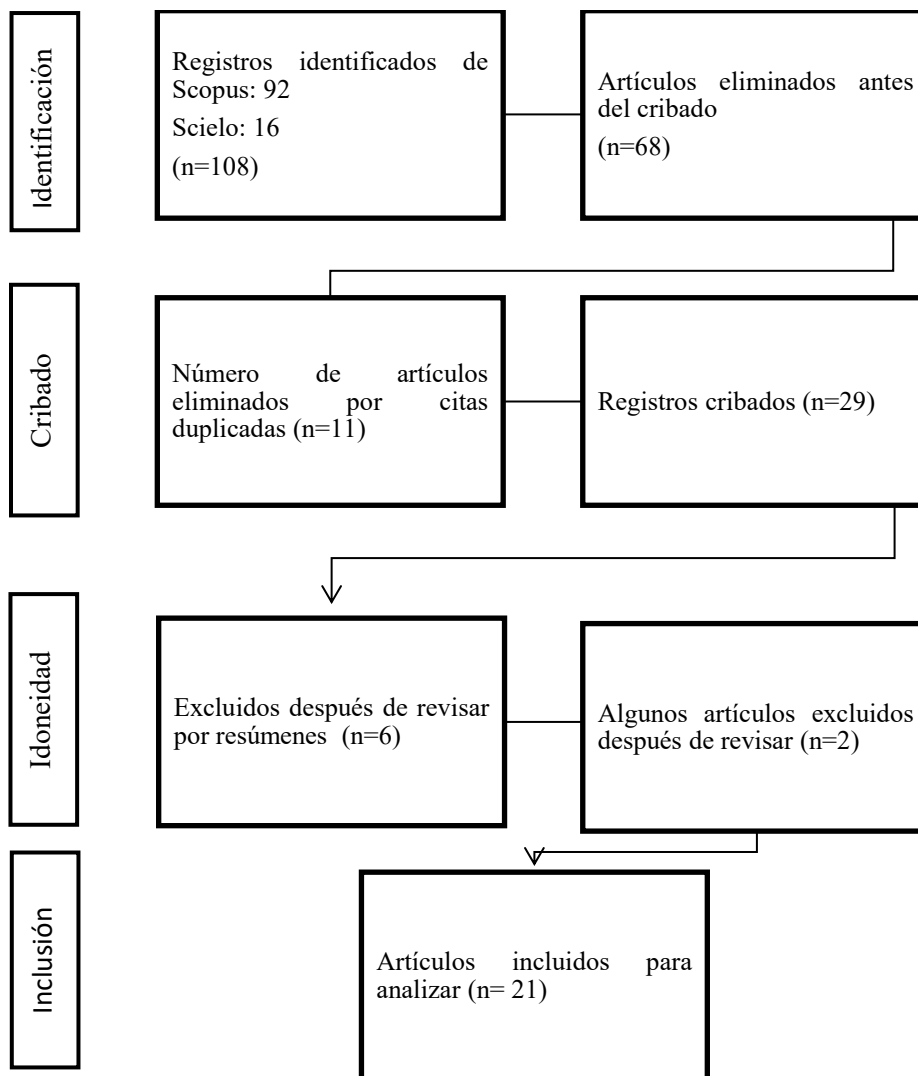 Identificación
Registros identificados de
Scopus: 92
Scielo: 16
(n=108)
Artículos eliminados antes
del cribado
(n=68)
Cribado
Número de artículos
eliminados por citas
duplicadas (n=11)
Registros cribados (n=29)
Idoneidad
Excluidos después de revisar
por resúmenes (n=6)
Algunos artículos excluidos
después de revisar (n=2)
Inclusión
Artículos incluidos para
analizar (n= 21)